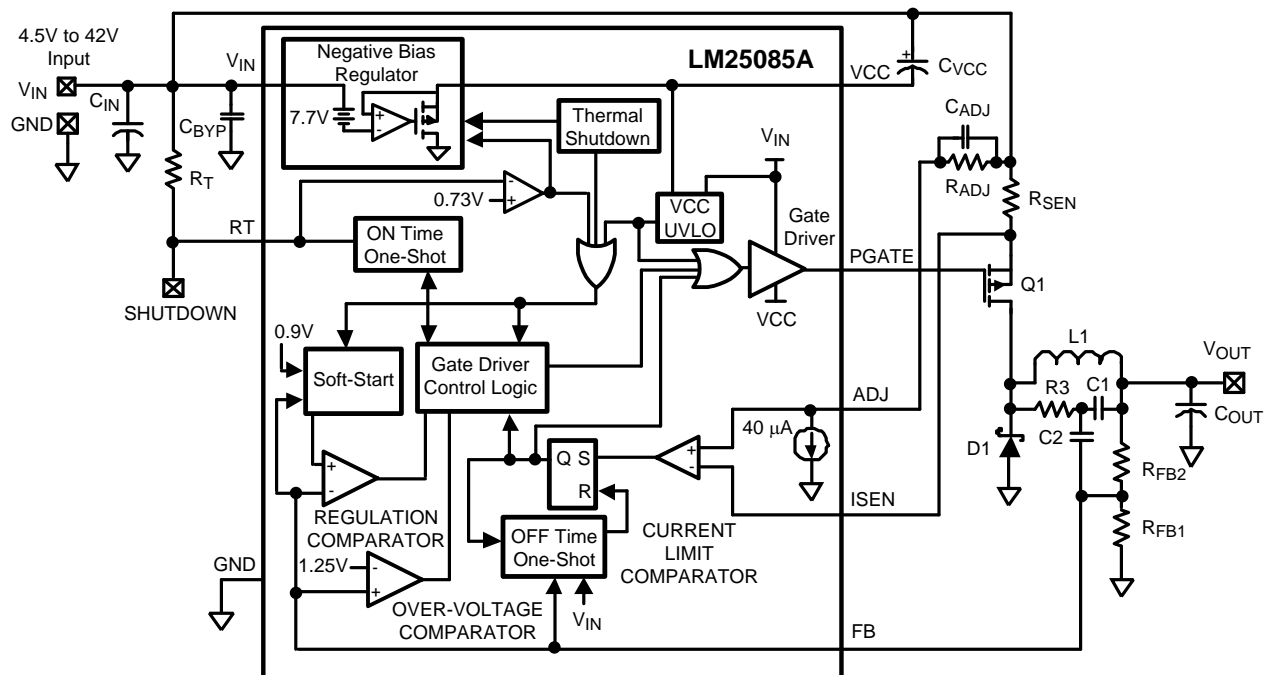 4.5V to 42V
Input
VIN
GND
CIN
VIN
CBYP
RT
RT
SHUTDOWN
Negative Bias
Regulator
7.7V
+
-
LM25085A
Thermal
Shutdown
VCC
CVCC
+
CADJ
RADJ
RSEN
VIN
0.73V
-
+
VCC
UVLO
Gate
Driver
VCC
PGATE
Q1
ON Time
One-Shot
0.9V
Soft-Start
Gate Driver
Control Logic
L1
VOUT
R3
C1
C2
COUT
D1
RFB2
RFB1
ADJ
40 μA
+
-
ISEN
Q S
R
+
-
REGULATION
COMPARATOR
OFF Time
One-Shot
CURRENT
LIMIT
COMPARATOR
GND
1.25V
-
+
OVER-VOLTAGE
COMPARATOR
VIN
FB